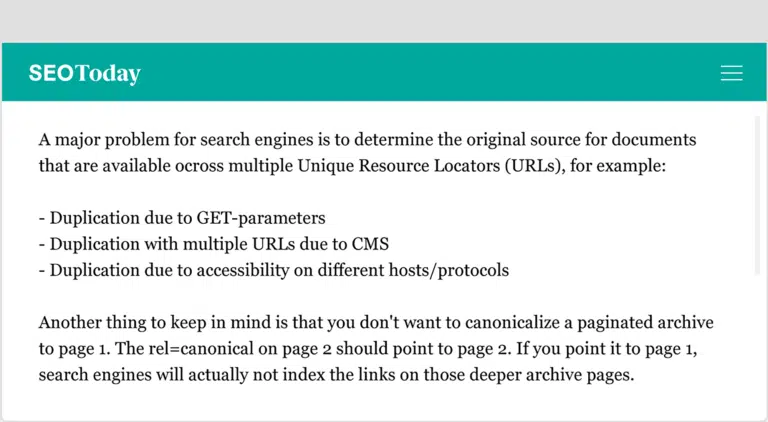 SEOToday
A major problem for search engines is to determine the original source for documents
that are available ocross multiple Unique Resource Locators (URLs), for example:
- Duplication due to GET-parameters
- Duplication with multiple URLs due to CMS
- Duplication due to accessibility on different hosts/protocols
Another thing to keep in mind is that you don't want to canonicalize a paginated archive
to page 1. The rel=canonical on page 2 should point to page 2. If you point it to page 1,
search engines will actually not index the links on those deeper archive pages.